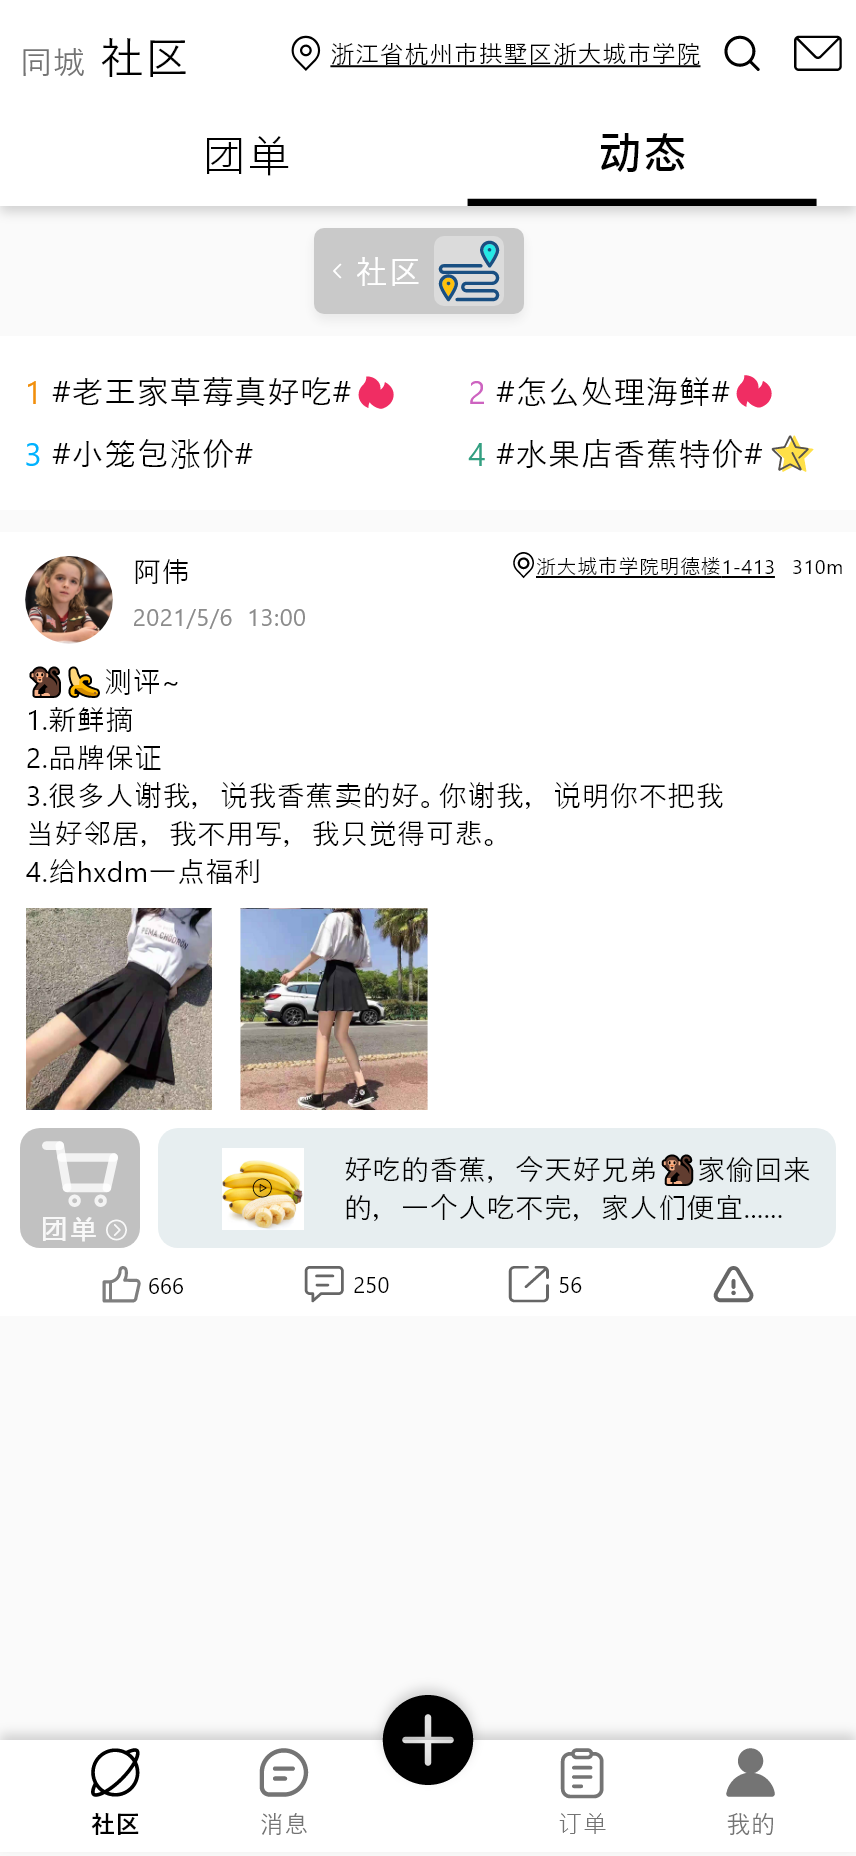 同城 社区 浙江省杭州市拱墅区浙大城市学院
团单 动态
社区
1 #老王家草莓真好吃# 2 #怎么处理海鲜#
3 #小笼包涨价# 4 #水果店香蕉特价#
阿伟 浙大城市学院明德楼1-413 310m
2021/5/6 13:00
🐒🍌测评~
1.新鲜摘
2.品牌保证
3.很多人谢我，说我香蕉卖的好。你谢我，说明你不把我
当好邻居，我不用写，我只觉得可悲。
4.给hxdm一点福利
好吃的香蕉，今天好兄弟🐒家偷回来
的，一个人吃不完，家人们便宜......
团单
666 250 56
社区 消息 订单 我的